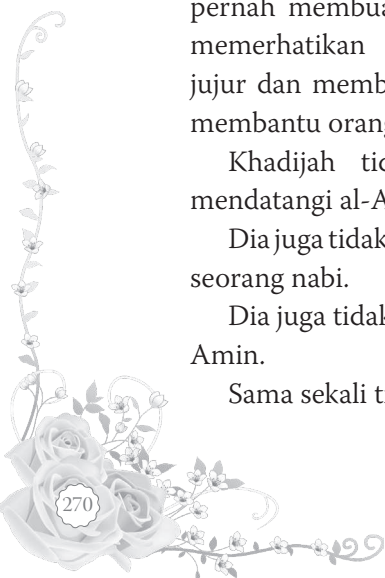 pernah membua
memerhatikan
jujur dan memb
membantu orang
Khadijah tid
mendatangi al-A
Dia juga tidak
seorang nabi.
Dia juga tidak
Amin.
Sama sekali ti
270